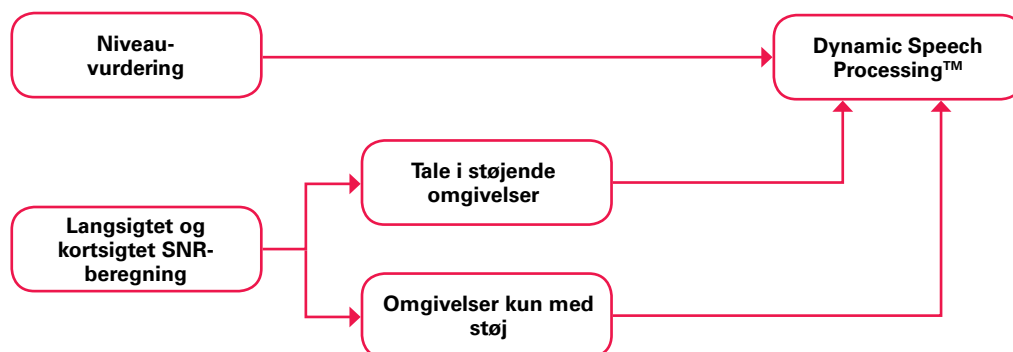 Niveau-
vurdering
Dynamic Speech
Processing™
Tale i støjende
omgivelser
Langsigtet og
kortsigtet SNR-
beregning
Omgivelser kun med
støj